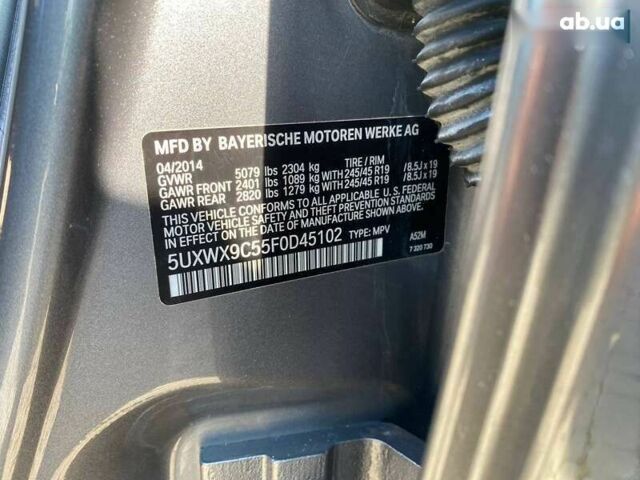 ab.ua
MFD BY BAYERISCHE MOTOREN WERKE AG
04/2014 TIRE / RIM
GVWR 5079 lbs 2304 kg
GAWR FRONT 2401 lbs 1089 kg WITH 245/45 R19 / 8.5J x 19
GAWR REAR 2820 lbs 1279 kg WITH 245/45 R19 / 8.5J x 19
THIS VEHICLE CONFORMS TO ALL APPLICABLE U. S. FEDERAL
MOTOR VEHICLE SAFETY, BUMPER AND THEFT PREVENTION
STANDARDS IN EFFECT ON THE DATE OF MANUFACTURE SHOWN ABOVE.
5UXWX9C55F0D45102 TYPE: MPV A52M
7 320 730